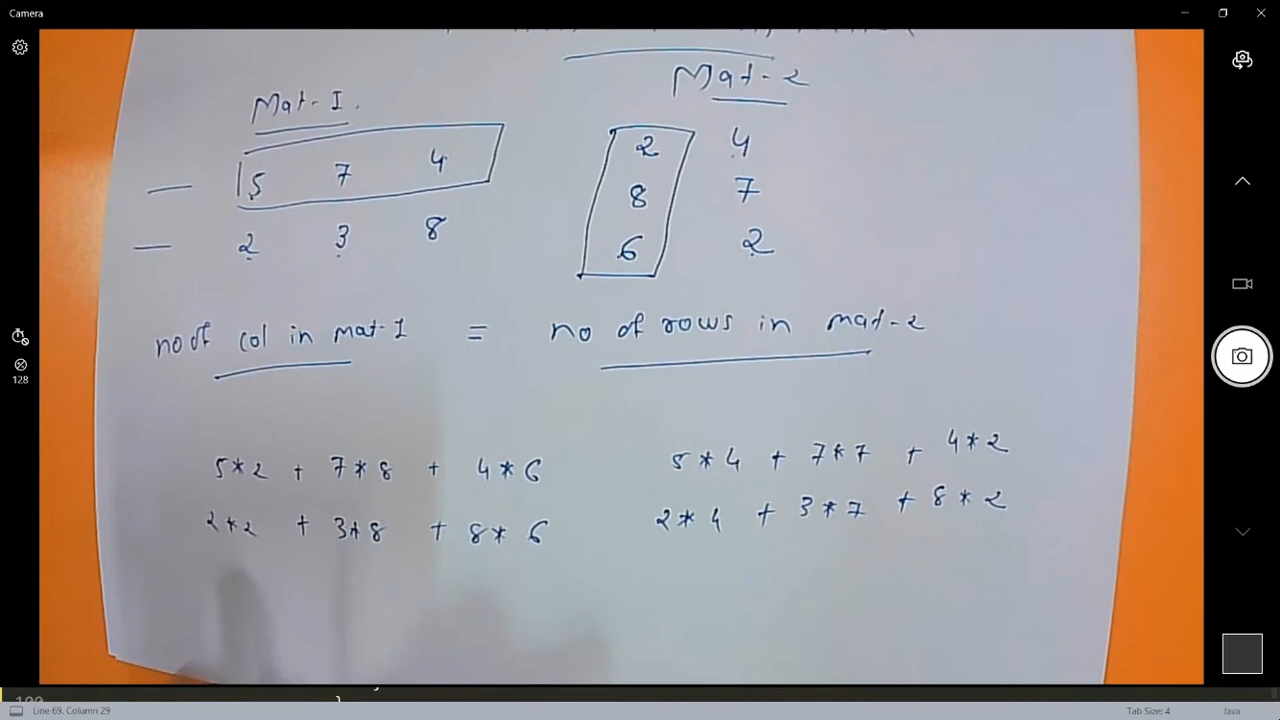 Camera
Mat-2
Mat-I.
5 7 4 2 4
8 7
2 3 8 6 2
no of col in mat-I = no of rows in mat-2
5*2 + 7*8 + 4*6 5*4 + 7*7 + 4*2
2*2 + 3*8 + 8*6 2*4 + 3*7 + 8*2
128
}
Line 69, Column 29 Tab Size: 4 Java